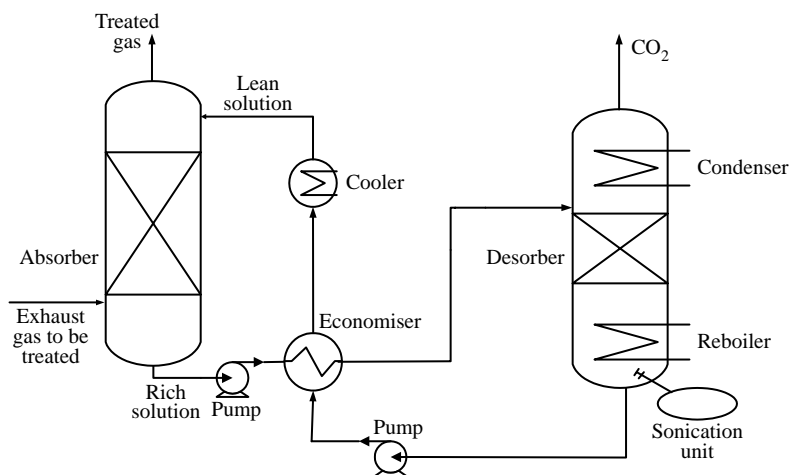 Treated
gas
CO2
Lean
solution
Cooler
Condenser
Absorber
Desorber
Exhaust
gas to be
treated
Economiser
Reboiler
Rich
solution
Pump
Pump
Sonication
unit